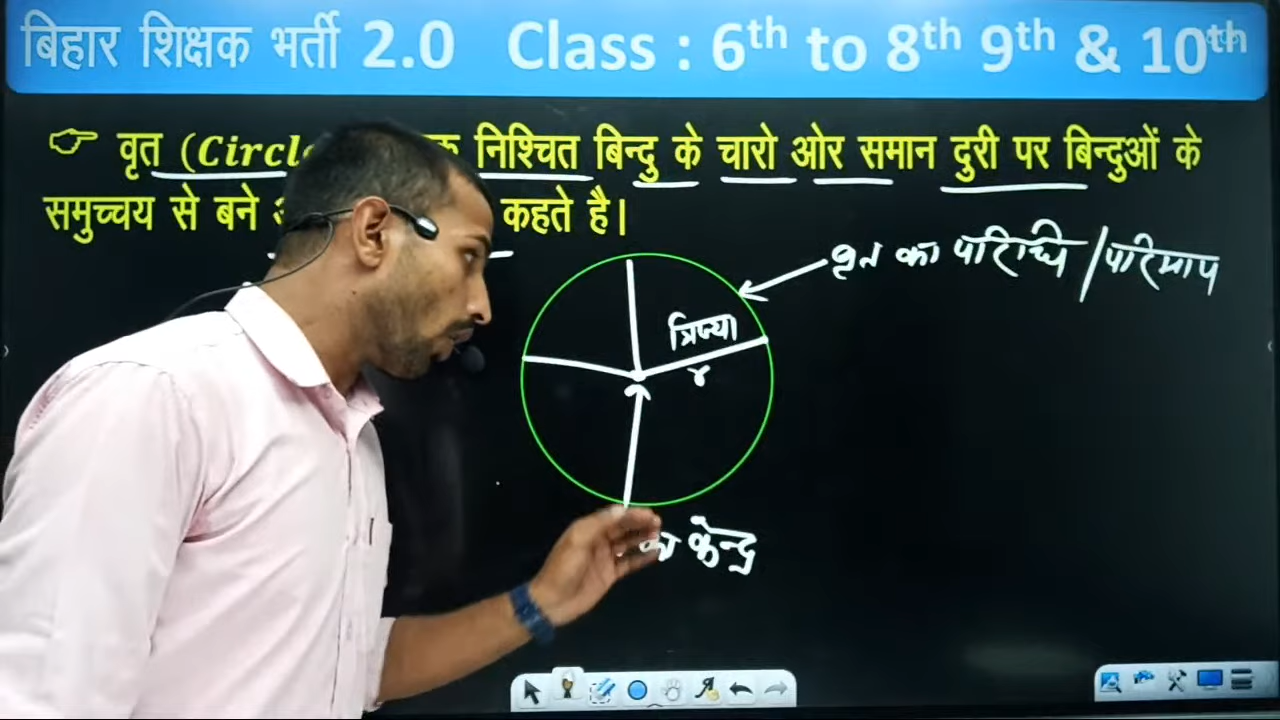 बिहार शिक्षक भर्ती 2.0 Class : 6th to 8th 9th & 10th
वृत (Circle निश्चित बिन्दु के चारो ओर समान दुरी पर बिन्दुओं के
समुच्चय से बने कहते है।
वृत का परिधि / परिमाप
त्रिज्या
r
का केन्द्र